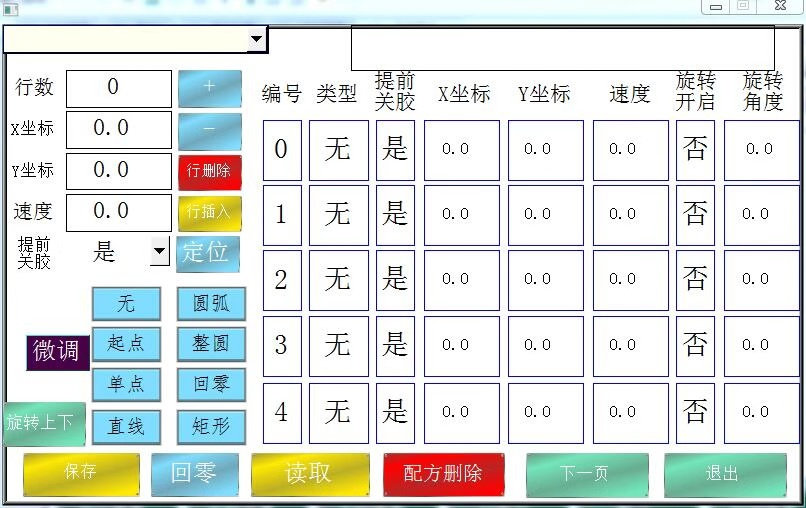 行数 0 +
X坐标 0.0 －
Y坐标 0.0 行删除
速度 0.0 行插入
提前
关胶 是 定位
无 圆弧
起点 整圆
微调
单点 回零
旋转上下
直线 矩形
编号 类型 提前
关胶 X坐标 Y坐标 速度 旋转
开启 旋转
角度
0 无 是 0.0 0.0 0.0 否 0.0
1 无 是 0.0 0.0 0.0 否 0.0
2 无 是 0.0 0.0 0.0 否 0.0
3 无 是 0.0 0.0 0.0 否 0.0
4 无 是 0.0 0.0 0.0 否 0.0
保存 回零 读取 配方删除 下一页 退出